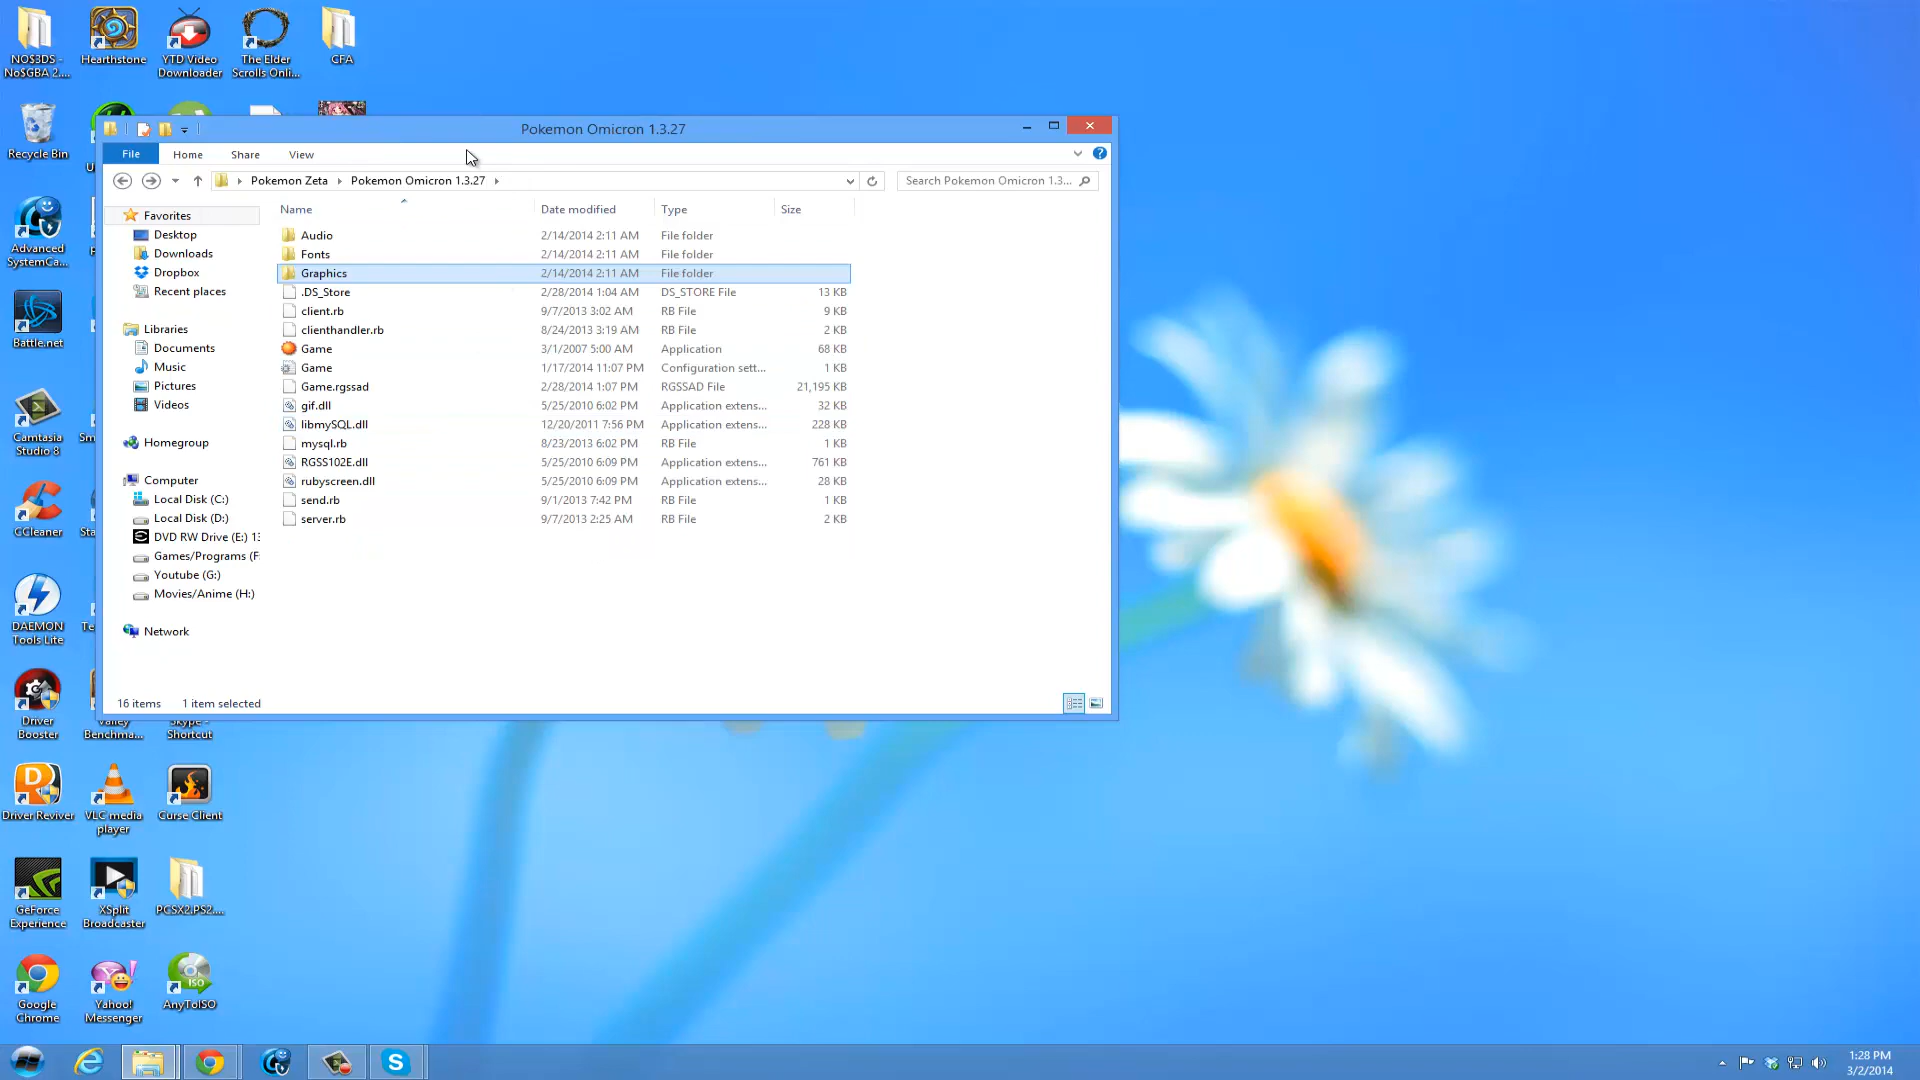 NO$3DS -
No$GBA 2....
Hearthstone
YTD Video
Downloader
The Elder
Scrolls Onli...
CFA
Recycle Bin
Advanced
SystemCa...
Battle.net
Camtasia
Studio 8
CCleaner
DAEMON
Tools Lite
Driver
Booster
Valley
Benchma...
Skype -
Shortcut
Driver Reviver
VLC media
player
Curse Client
GeForce
Experience
XSplit
Broadcaster
PCSX2.PS2....
Google
Chrome
Yahoo!
Messenger
ISO
AnyToISO
Pokemon Omicron 1.3.27
File Home Share View
Pokemon Zeta Pokemon Omicron 1.3.27
Search Pokemon Omicron 1.3...
Name Date modified Type Size
Audio 2/14/2014 2:11 AM File folder
Fonts 2/14/2014 2:11 AM File folder
Graphics 2/14/2014 2:11 AM File folder
.DS_Store 2/28/2014 1:04 AM DS_STORE File 13 KB
client.rb 9/7/2013 3:02 AM RB File 9 KB
clienthandler.rb 8/24/2013 3:19 AM RB File 2 KB
Game 3/1/2007 5:00 AM Application 68 KB
Game 1/17/2014 11:07 PM Configuration sett... 1 KB
Game.rgssad 2/28/2014 1:07 PM RGSSAD File 21,195 KB
gif.dll 5/25/2010 6:02 PM Application extens... 32 KB
libmySQL.dll 12/20/2011 7:56 PM Application extens... 228 KB
mysql.rb 8/23/2013 6:02 PM RB File 1 KB
RGSS102E.dll 5/25/2010 6:09 PM Application extens... 761 KB
rubyscreen.dll 5/25/2010 6:09 PM Application extens... 28 KB
send.rb 9/1/2013 7:42 PM RB File 1 KB
server.rb 9/7/2013 2:25 AM RB File 2 KB
Favorites
Desktop
Downloads
Dropbox
Recent places
Libraries
Documents
Music
Pictures
Videos
Homegroup
Computer
Local Disk (C:)
Local Disk (D:)
DVD RW Drive (E:) 13
Games/Programs (F:
Youtube (G:)
Movies/Anime (H:)
Network
16 items 1 item selected
1:28 PM
3/2/2014